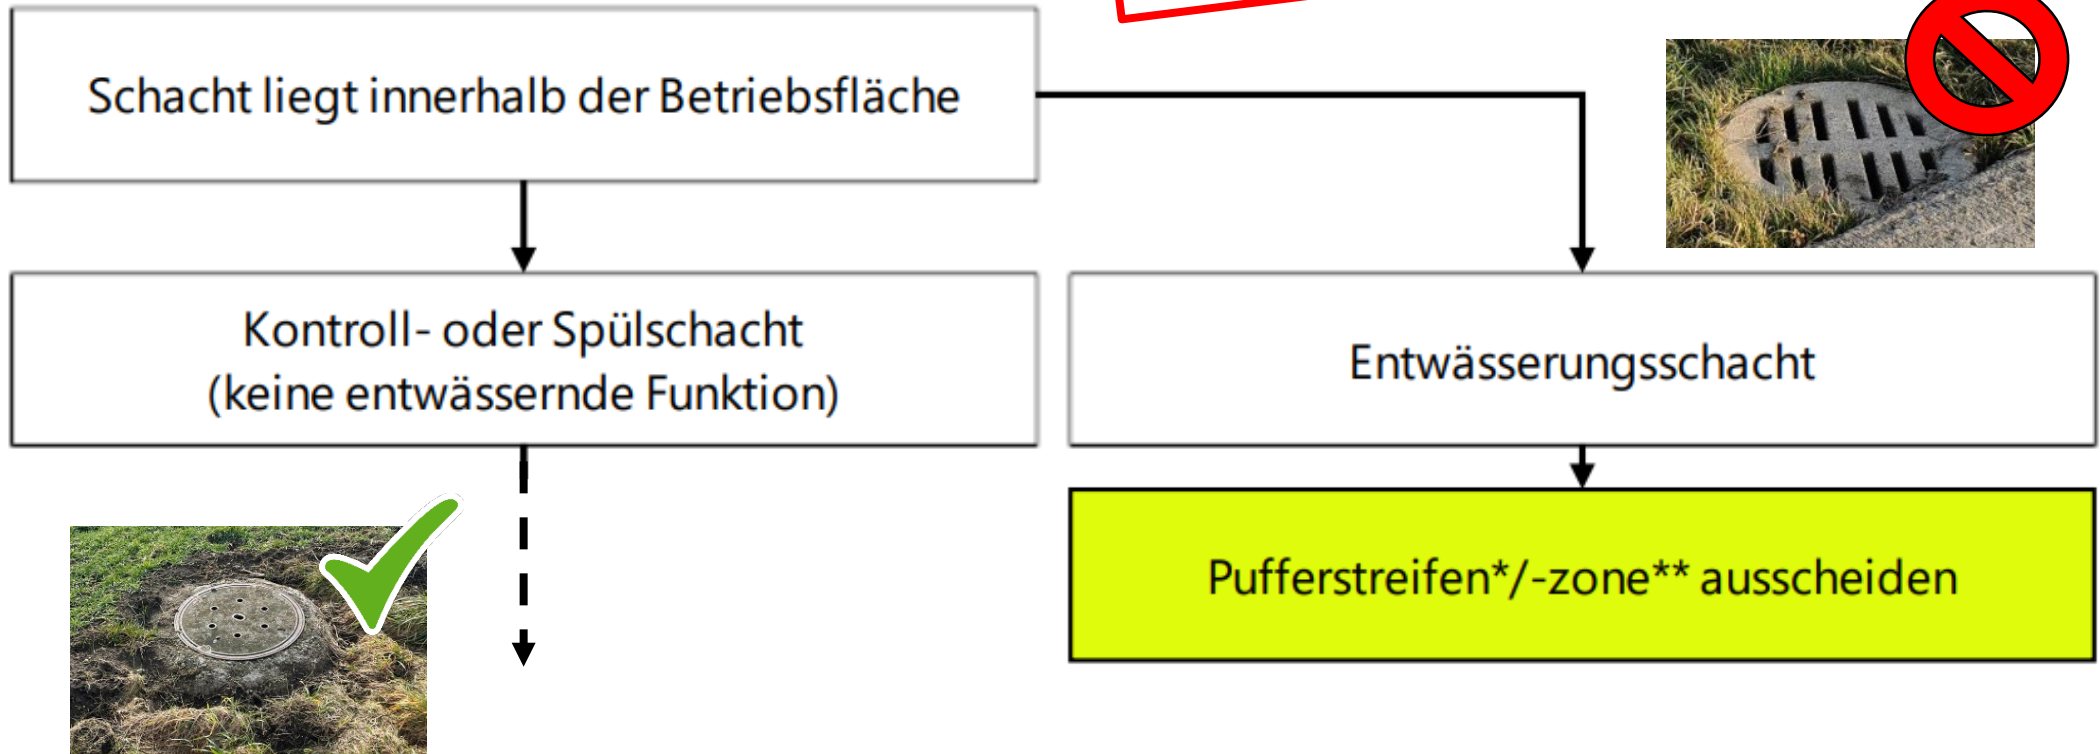 Schacht liegt innerhalb der Betriebsfläche
Kontroll- oder Spülschacht
(keine entwässernde Funktion)
Entwässerungsschacht
Pufferstreifen*/-zone** ausscheiden